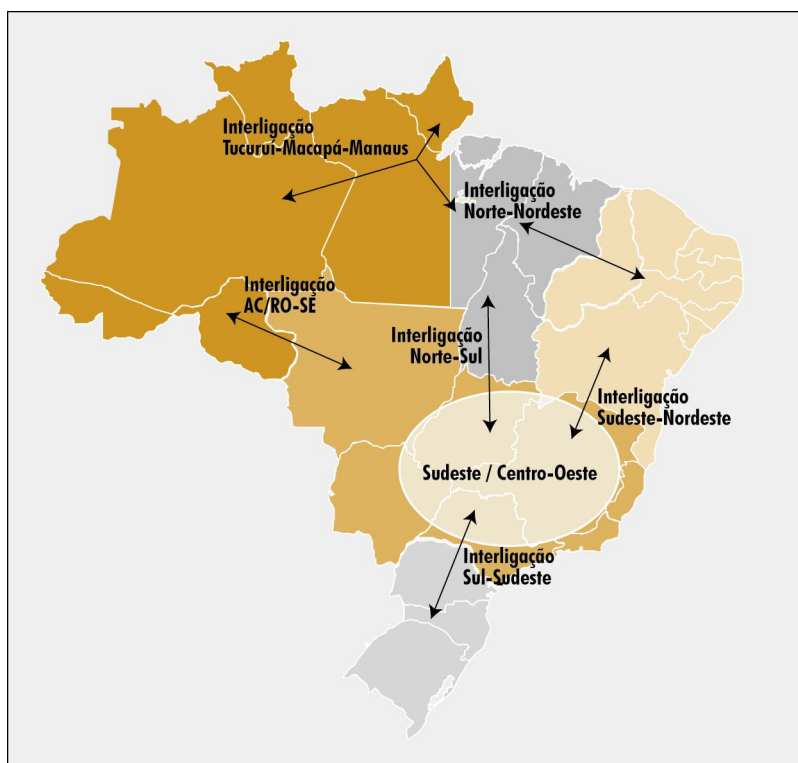 Interligação
Tucuruí-Macapá-Manaus
Interligação
Norte-Nordeste
Interligação
AC/RO-SE
Interligação
Norte-Sul
Interligação
Sudeste-Nordeste
Sudeste / Centro-Oeste
Interligação
Sul-Sudeste